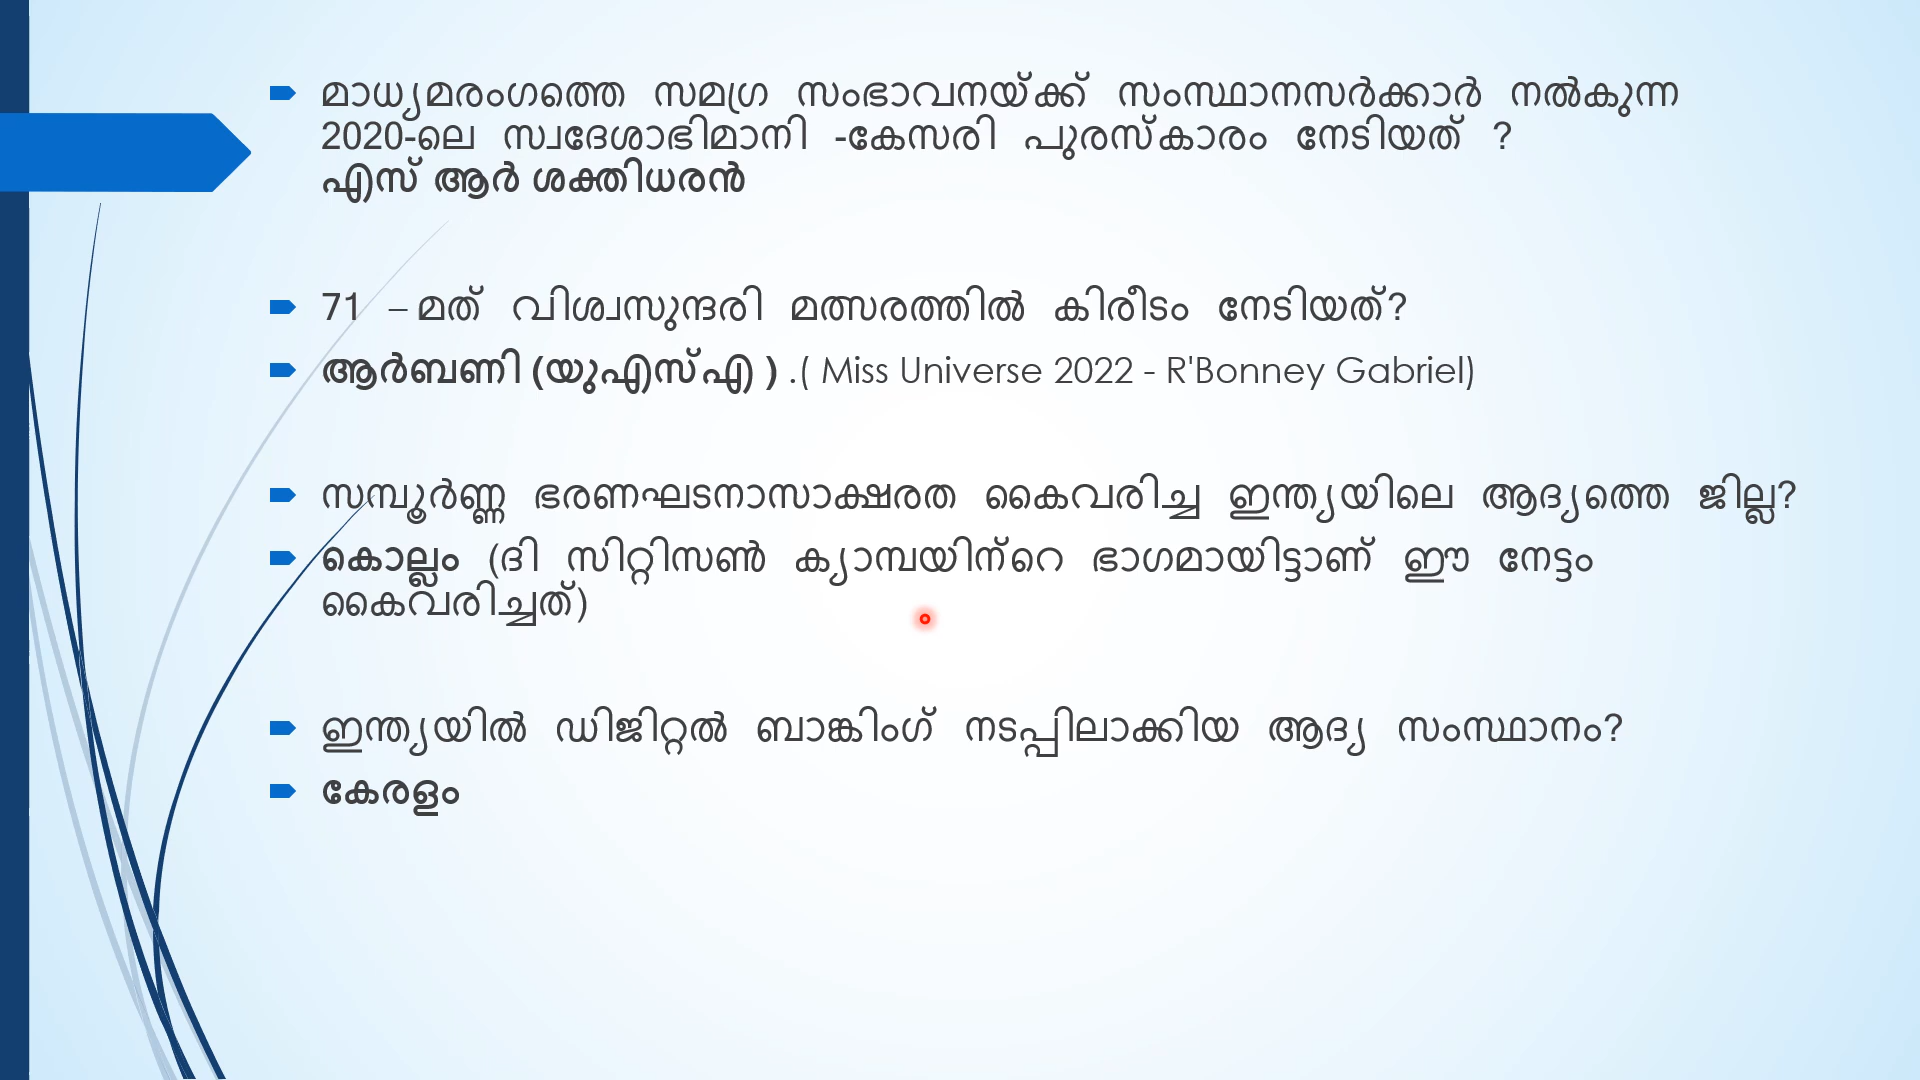 മാധ്യമരംഗത്തെ സമഗ്ര സംഭാവനയ്ക്ക് സംസ്ഥാനസർക്കാർ നൽകുന്ന
2020-ലെ സ്വദേശാഭിമാനി -കേസരി പുരസ്കാരം നേടിയത് ?
എസ് ആർ ശക്തിധരൻ
71 – മത് വിശ്വസുന്ദരി മത്സരത്തിൽ കിരീടം നേടിയത്?
ആർബണി (യുഎസ്എ ) .( Miss Universe 2022 - R'Bonney Gabriel)
സമ്പൂർണ്ണ ഭരണഘടനാസാക്ഷരത കൈവരിച്ച ഇന്ത്യയിലെ ആദ്യത്തെ ജില്ല?
കൊല്ലം (ദി സിറ്റിസൺ ക്യാമ്പയിന്റെ ഭാഗമായിട്ടാണ് ഈ നേട്ടം
കൈവരിച്ചത്)
ഇന്ത്യയിൽ ഡിജിറ്റൽ ബാങ്കിംഗ് നടപ്പിലാക്കിയ ആദ്യ സംസ്ഥാനം?
കേരളം